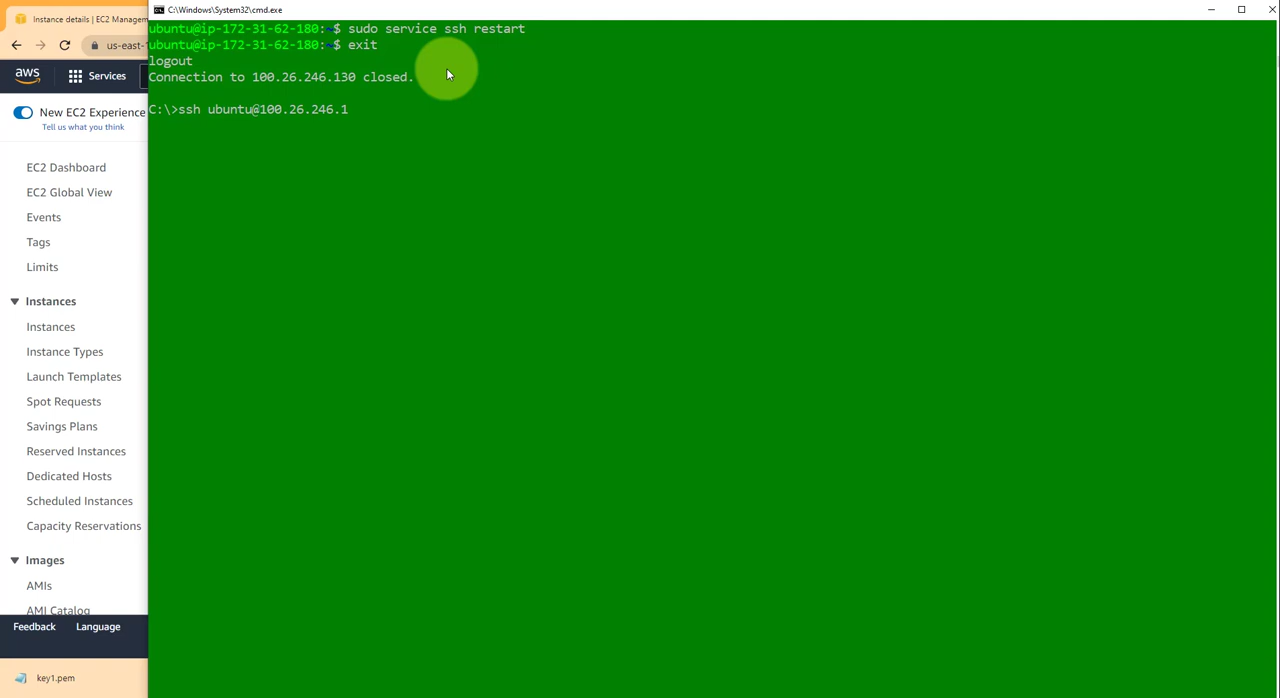 Instance details | EC2 Managem
us-east-
aws
Services
New EC2 Experience
Tell us what you think
EC2 Dashboard
EC2 Global View
Events
Tags
Limits
Instances
Instances
Instance Types
Launch Templates
Spot Requests
Savings Plans
Reserved Instances
Dedicated Hosts
Scheduled Instances
Capacity Reservations
Images
AMIs
AMI Catalog
Feedback
Language
key1.pem
C:\Windows\System32\cmd.exe
ubuntu@ip-172-31-62-180:~$ sudo service ssh restart
ubuntu@ip-172-31-62-180:~$ exit
logout
Connection to 100.26.246.130 closed.
C:\>ssh ubuntu@100.26.246.1